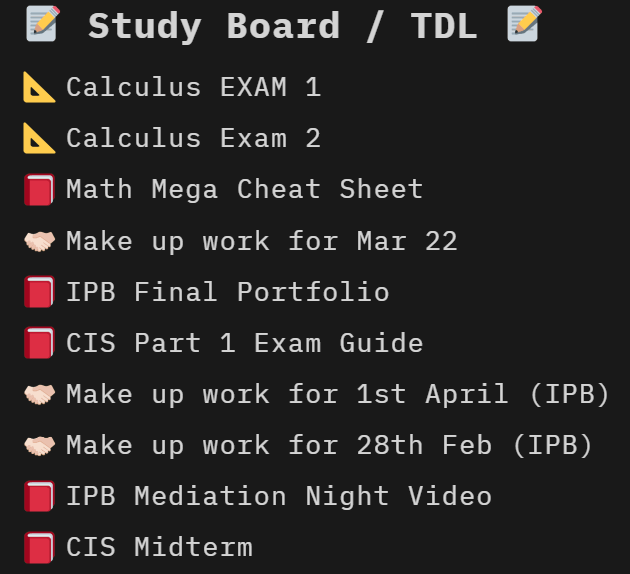 📝 Study Board / TDL 📝
📐 Calculus EXAM 1
📐 Calculus Exam 2
📕 Math Mega Cheat Sheet
🤝🏻 Make up work for Mar 22
📕 IPB Final Portfolio
📕 CIS Part 1 Exam Guide
🤝🏻 Make up work for 1st April (IPB)
🤝🏻 Make up work for 28th Feb (IPB)
📕 IPB Mediation Night Video
📕 CIS Midterm